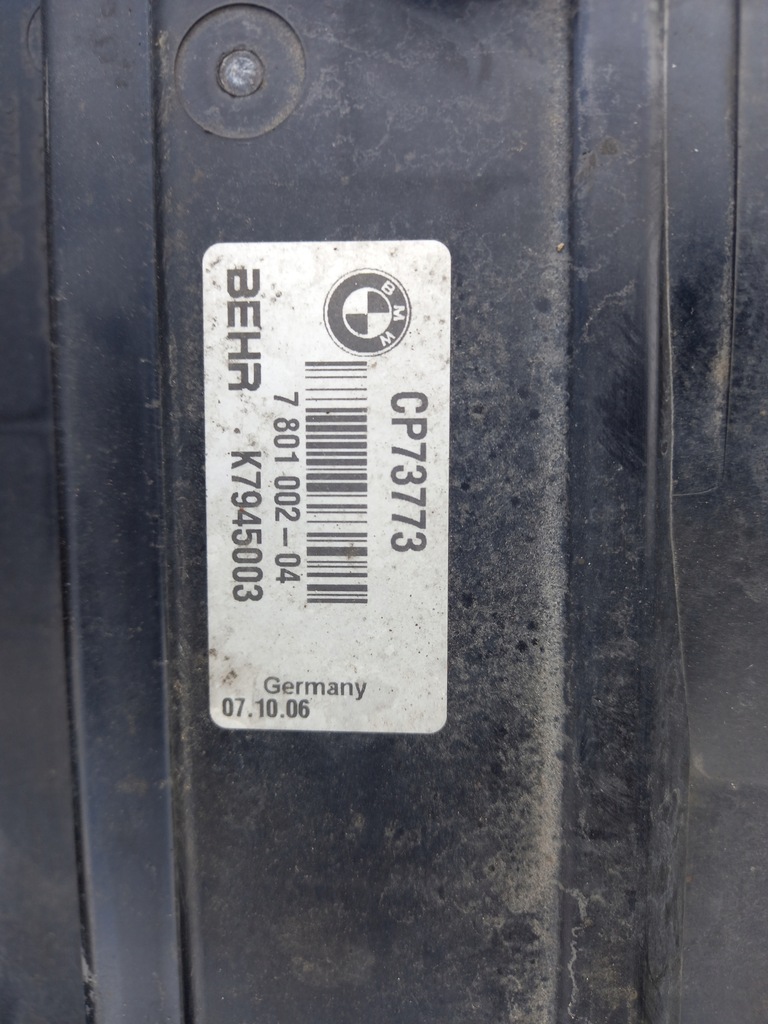 BMW
CP73773
7 801 002-04
BEHR . K7945003
Germany
07.10.06